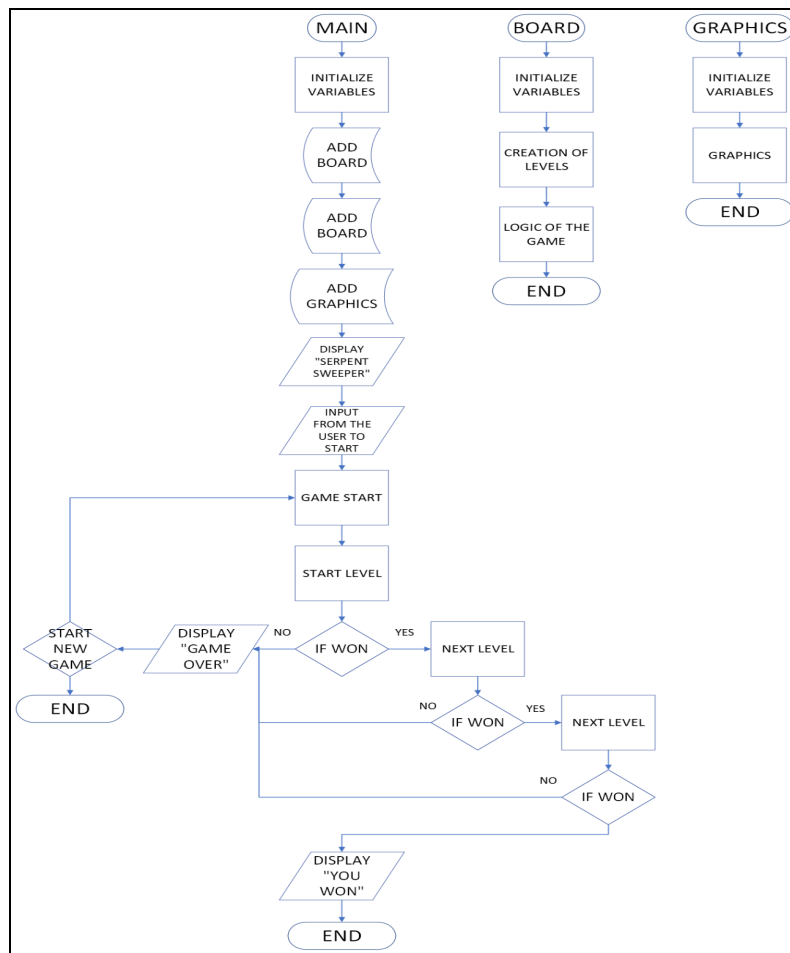 MAIN
BOARD
GRAPHICS
INITIALIZE
VARIABLES
INITIALIZE
VARIABLES
INITIALIZE
VARIABLES
ADD
BOARD
CREATION OF
LEVELS
GRAPHICS
ADD
BOARD
LOGIC OF THE
GAME
END
ADD
GRAPHICS
END
DISPLAY
"SERPENT
SWEEPER"
INPUT
FROM THE
USER TO
START
GAME START
START LEVEL
START
NEW
GAME
DISPLAY
"GAME
OVER"
NO
IF WON
YES
NEXT LEVEL
END
NO
IF WON
YES
NEXT LEVEL
NO
IF WON
DISPLAY
"YOU
WON"
END